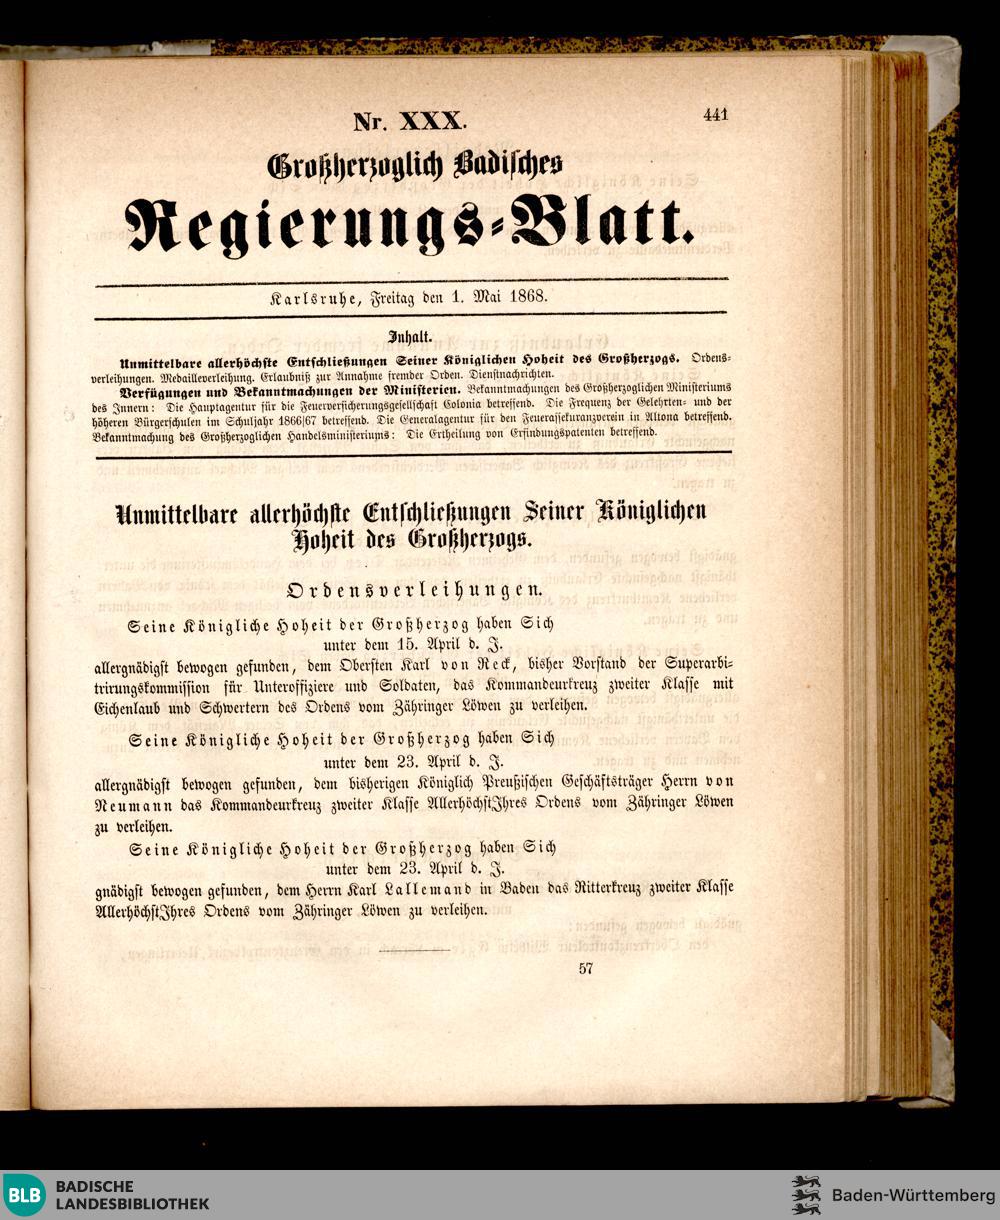 Nr. XXX.
441
Großherzoglich Badisches
Regierungs-Blatt.
Karlsruhe, Freitag den 1. Mai 1868.
Inhalt.
Unmittelbare allerhöchste Entschließungen Seiner Königlichen Hoheit des Großherzogs. Ordens-
verleihungen. Medailleverleihung. Erlaubniß zur Annahme fremder Orden. Dienstnachrichten.
Verfügungen und Bekanntmachungen der Ministerien. Bekanntmachungen des Großherzoglichen Ministeriums
des Innern: Die Hauptagentur für die Feuerversicherungsgesellschaft Colonia betreffend. Die Frequenz der Gelehrten- und der
höheren Bürgerschulen im Schuljahr 1866/67 betreffend. Die Generalagentur für den Feuerassekuranzverein in Altona betreffend.
Bekanntmachung des Großherzoglichen Handelsministeriums: Die Ertheilung von Erfindungspatenten betreffend.
Unmittelbare allerhöchste Entschließungen Seiner Königlichen
Hoheit des Großherzogs.
Ordensverleihungen.
Seine Königliche Hoheit der Großherzog haben Sich
unter dem 15. April d. J.
allergnädigst bewogen gefunden, dem Obersten Karl von Reck, bisher Vorstand der Superarbi-
trirungskommission für Unteroffiziere und Soldaten, das Kommandeurkreuz zweiter Klasse mit
Eichenlaub und Schwertern des Ordens vom Zähringer Löwen zu verleihen.
Seine Königliche Hoheit der Großherzog haben Sich
unter dem 23. April d. J.
allergnädigst bewogen gefunden, dem bisherigen Königlich Preußischen Geschäftsträger Herrn von
Neumann das Kommandeurkreuz zweiter Klasse AllerhöchstIhres Ordens vom Zähringer Löwen
zu verleihen.
Seine Königliche Hoheit der Großherzog haben Sich
unter dem 23. April d. J.
gnädigst bewogen gefunden, dem Herrn Karl Lallemand in Baden das Ritterkreuz zweiter Klasse
AllerhöchstIhres Ordens vom Zähringer Löwen zu verleihen.
57
BLB
BADISCHE
LANDESBIBLIOTHEK
Baden-Württemberg